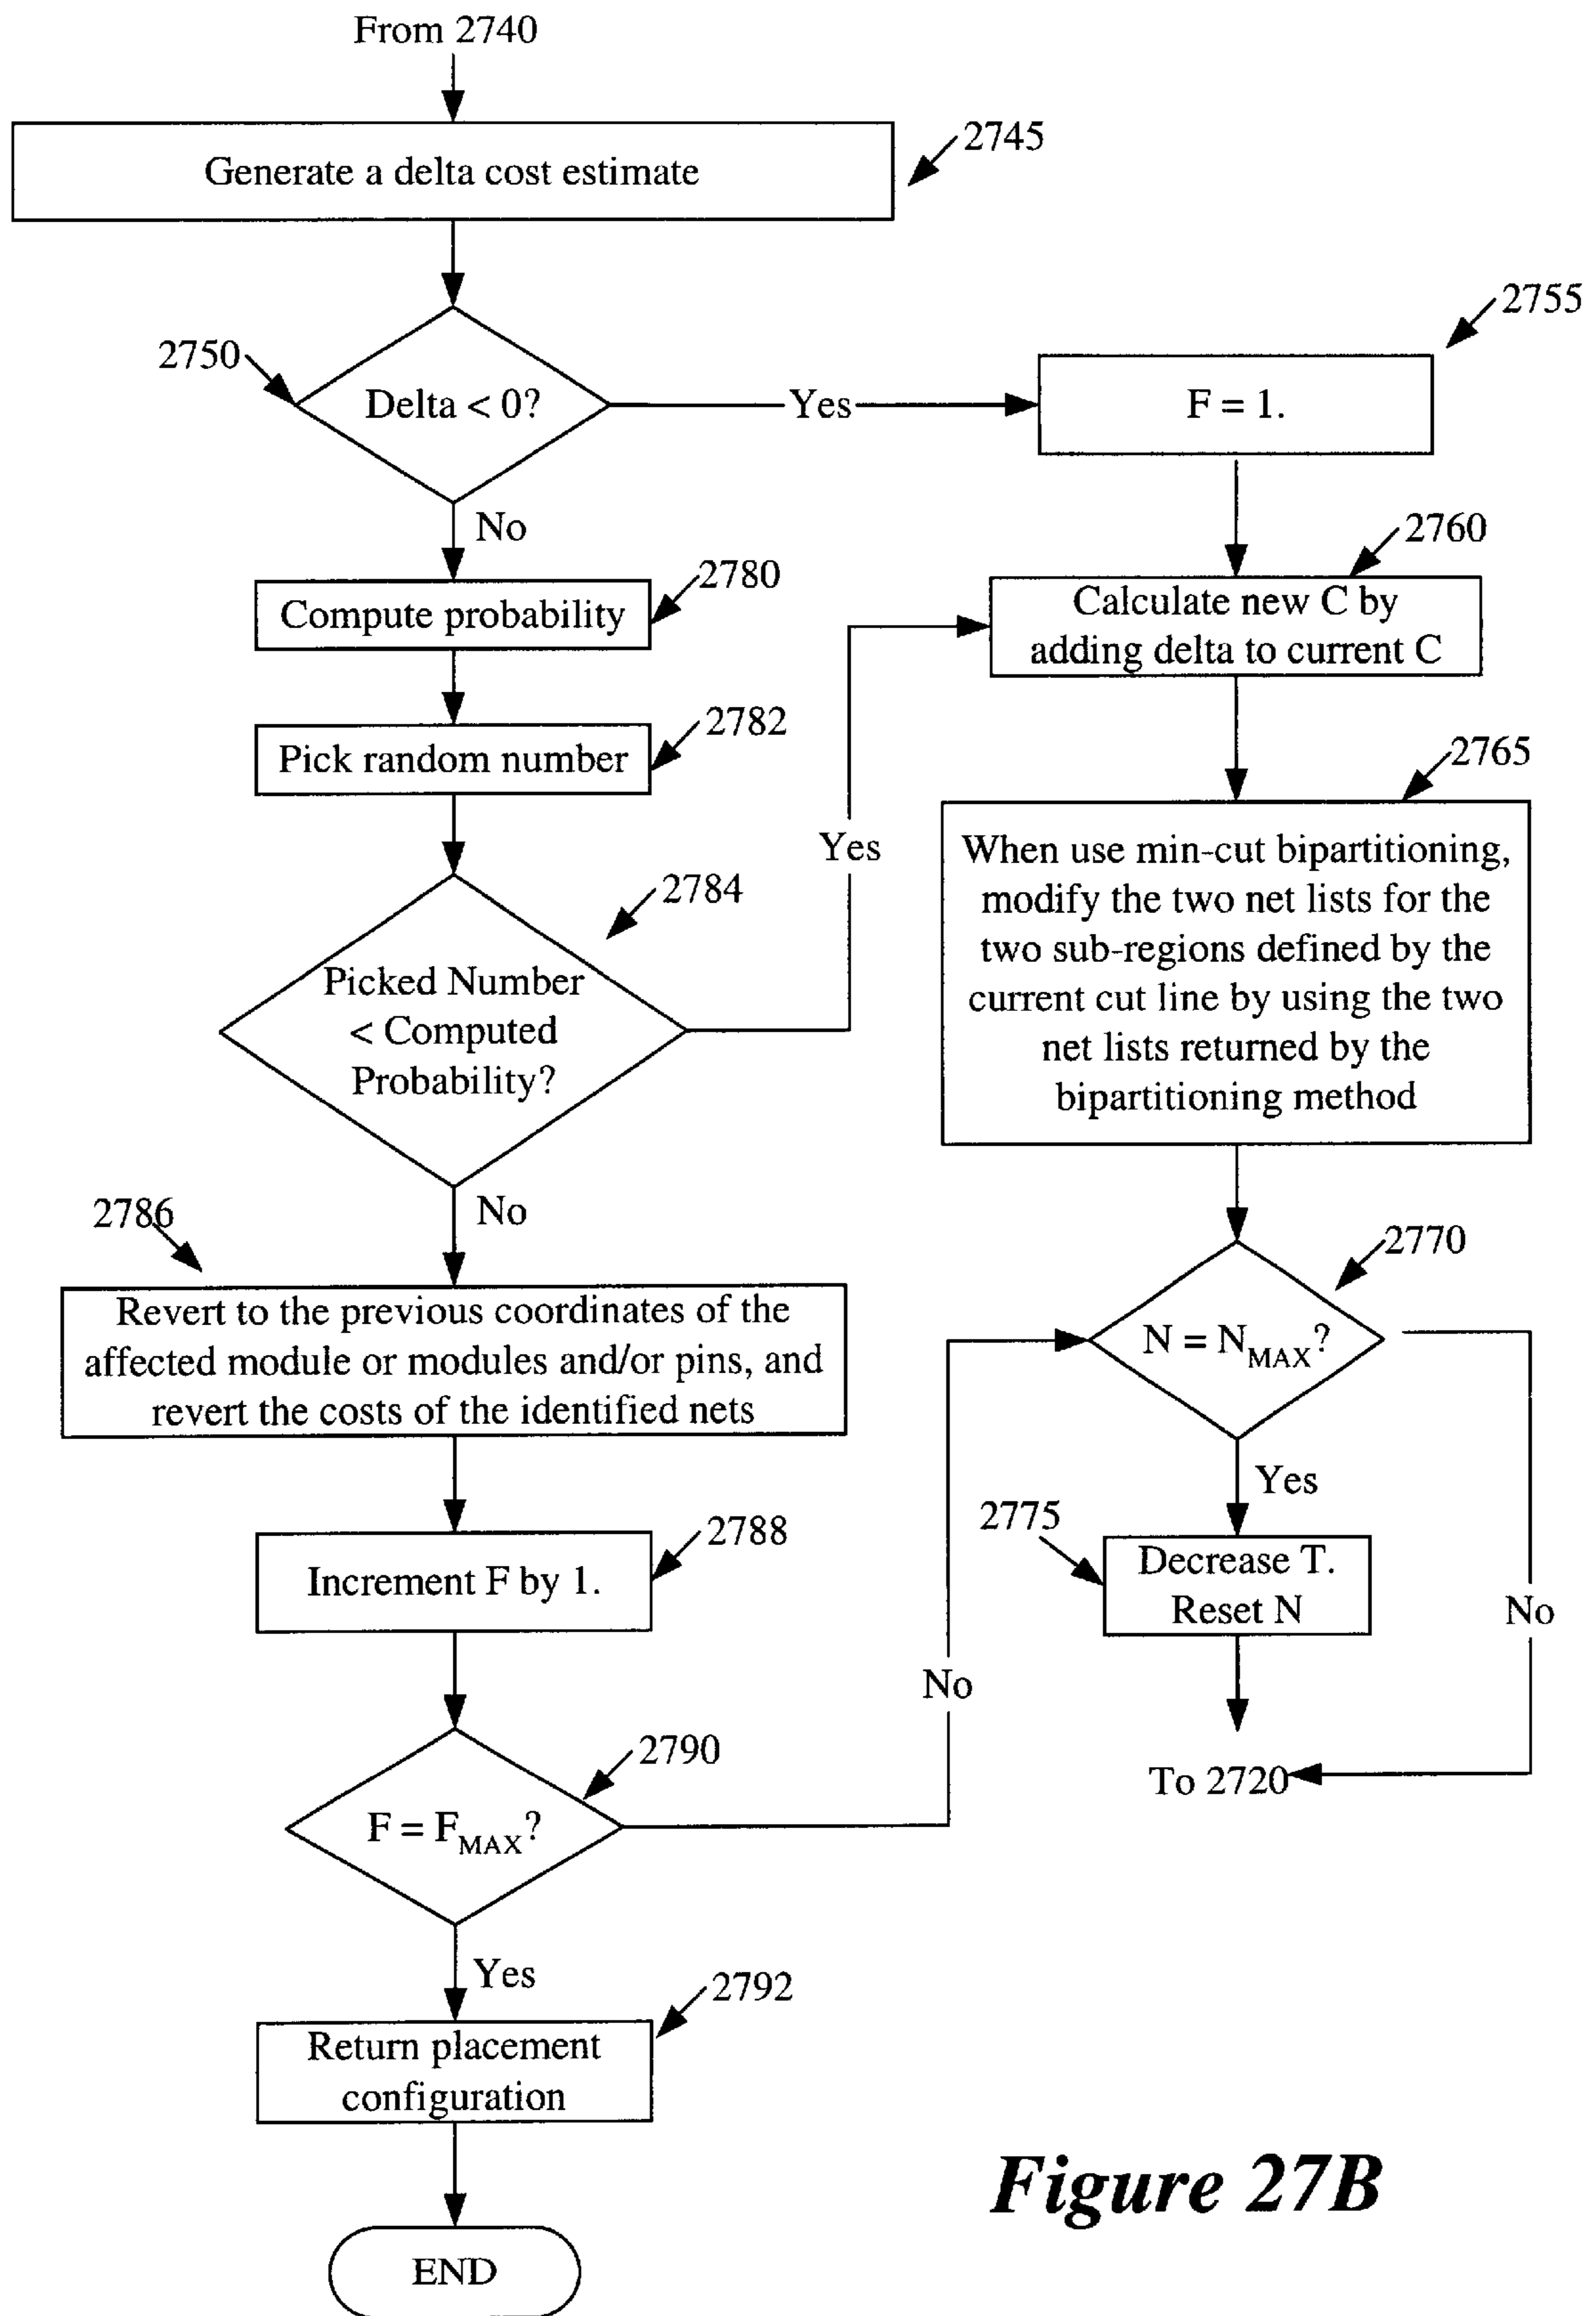 From 2740
2745
Generate a delta cost estimate
2755
2750
Delta < 0?
Yes
F = 1.
No
2760
2780
Compute probability
Calculate new C by
adding delta to current C
2782
Pick random number
2765
Yes
When use min-cut bipartitioning,
modify the two net lists for the
two sub-regions defined by the
current cut line by using the two
net lists returned by the
bipartitioning method
2784
Picked Number
< Computed
Probability?
No
2786
2770
Revert to the previous coordinates of the
affected module or modules and/or pins, and
revert the costs of the identified nets
N = NMAX?
Yes
2775
Decrease T.
Reset N
No
2788
Increment F by 1.
No
2790
To 2720
F = FMAX?
Yes
2792
Return placement
configuration
Figure 27B
END